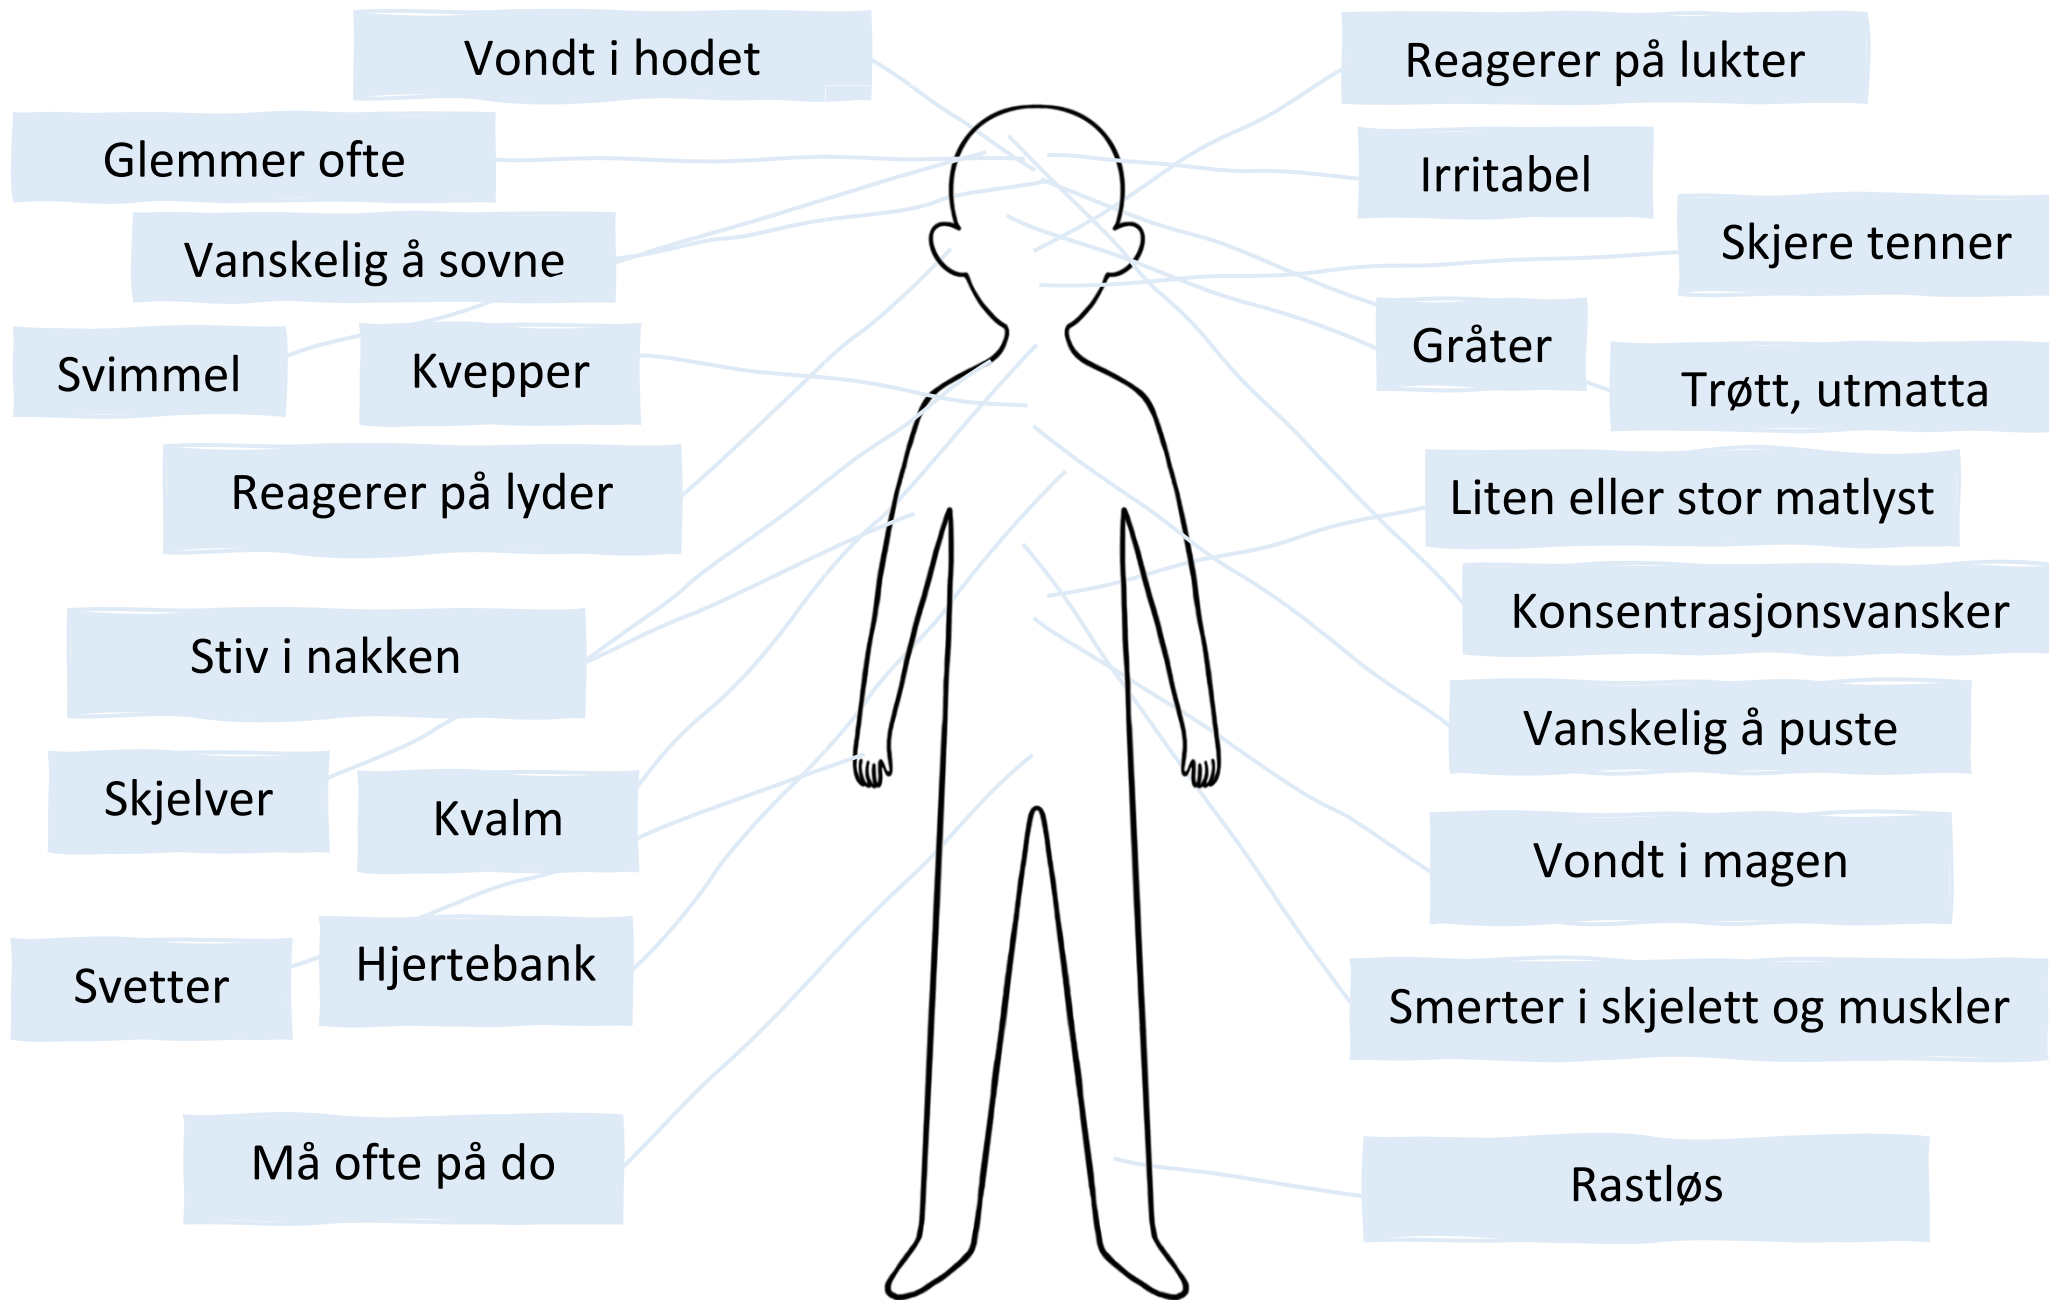 Vondt i hodet
Reagerer på lukter
Glemmer ofte
Irritabel
Vanskelig å sovne
Skjere tenner
Svimmel
Kvepper
Gråter
Trøtt, utmatta
Reagerer på lyder
Liten eller stor matlyst
Konsentrasjonsvansker
Stiv i nakken
Vanskelig å puste
Skjelver
Kvalm
Vondt i magen
Svetter
Hjertebank
Smerter i skjelett og muskler
Må ofte på do
Rastløs